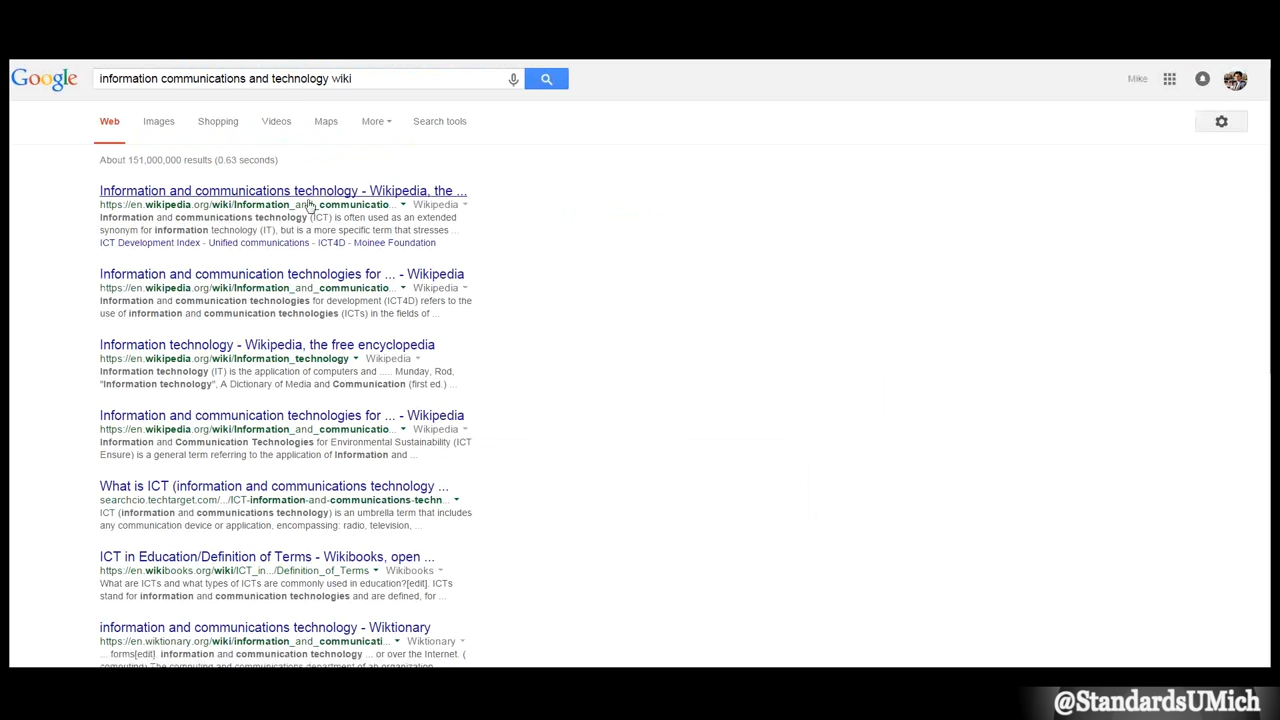 Google
information communications and technology wiki
Mike
Web Images Shopping Videos Maps More Search tools
About 151,000,000 results (0.63 seconds)
Information and communications technology - Wikipedia, the ...
https://en.wikipedia.org/wiki/Information_and_communicatio... Wikipedia
Information and communications technology (ICT) is often used as an extended
synonym for information technology (IT), but is a more specific term that stresses ...
ICT Development Index - Unified communications - ICT4D - Moinee Foundation
Information and communication technologies for ... - Wikipedia
https://en.wikipedia.org/wiki/Information_and_communicatio... Wikipedia
Information and communication technologies for development (ICT4D) refers to the
use of information and communication technologies (ICTs) in the fields of ...
Information technology - Wikipedia, the free encyclopedia
https://en.wikipedia.org/wiki/Information_technology Wikipedia
Information technology (IT) is the application of computers and ..... Munday, Rod,
"Information technology", A Dictionary of Media and Communication (first ed.) ...
Information and communication technologies for ... - Wikipedia
https://en.wikipedia.org/wiki/Information_and_communicatio... Wikipedia
Information and Communication Technologies for Environmental Sustainability (ICT
Ensure) is a general term referring to the application of Information and ...
What is ICT (information and communications technology ...
searchcio.techtarget.com/.../ICT-information-and-communications-techn...
ICT (information and communications technology) is an umbrella term that includes
any communication device or application, encompassing: radio, television, ...
ICT in Education/Definition of Terms - Wikibooks, open ...
https://en.wikibooks.org/wiki/ICT_in.../Definition_of_Terms Wikibooks
What are ICTs and what types of ICTs are commonly used in education?[edit]. ICTs
stand for information and communication technologies and are defined, for ...
information and communications technology - Wiktionary
https://en.wiktionary.org/wiki/information_and_communicati... Wiktionary
... forms[edit]. information and communication technology ... or over the Internet. (
computing) The computing and communications department of an organization
@StandardsUMich